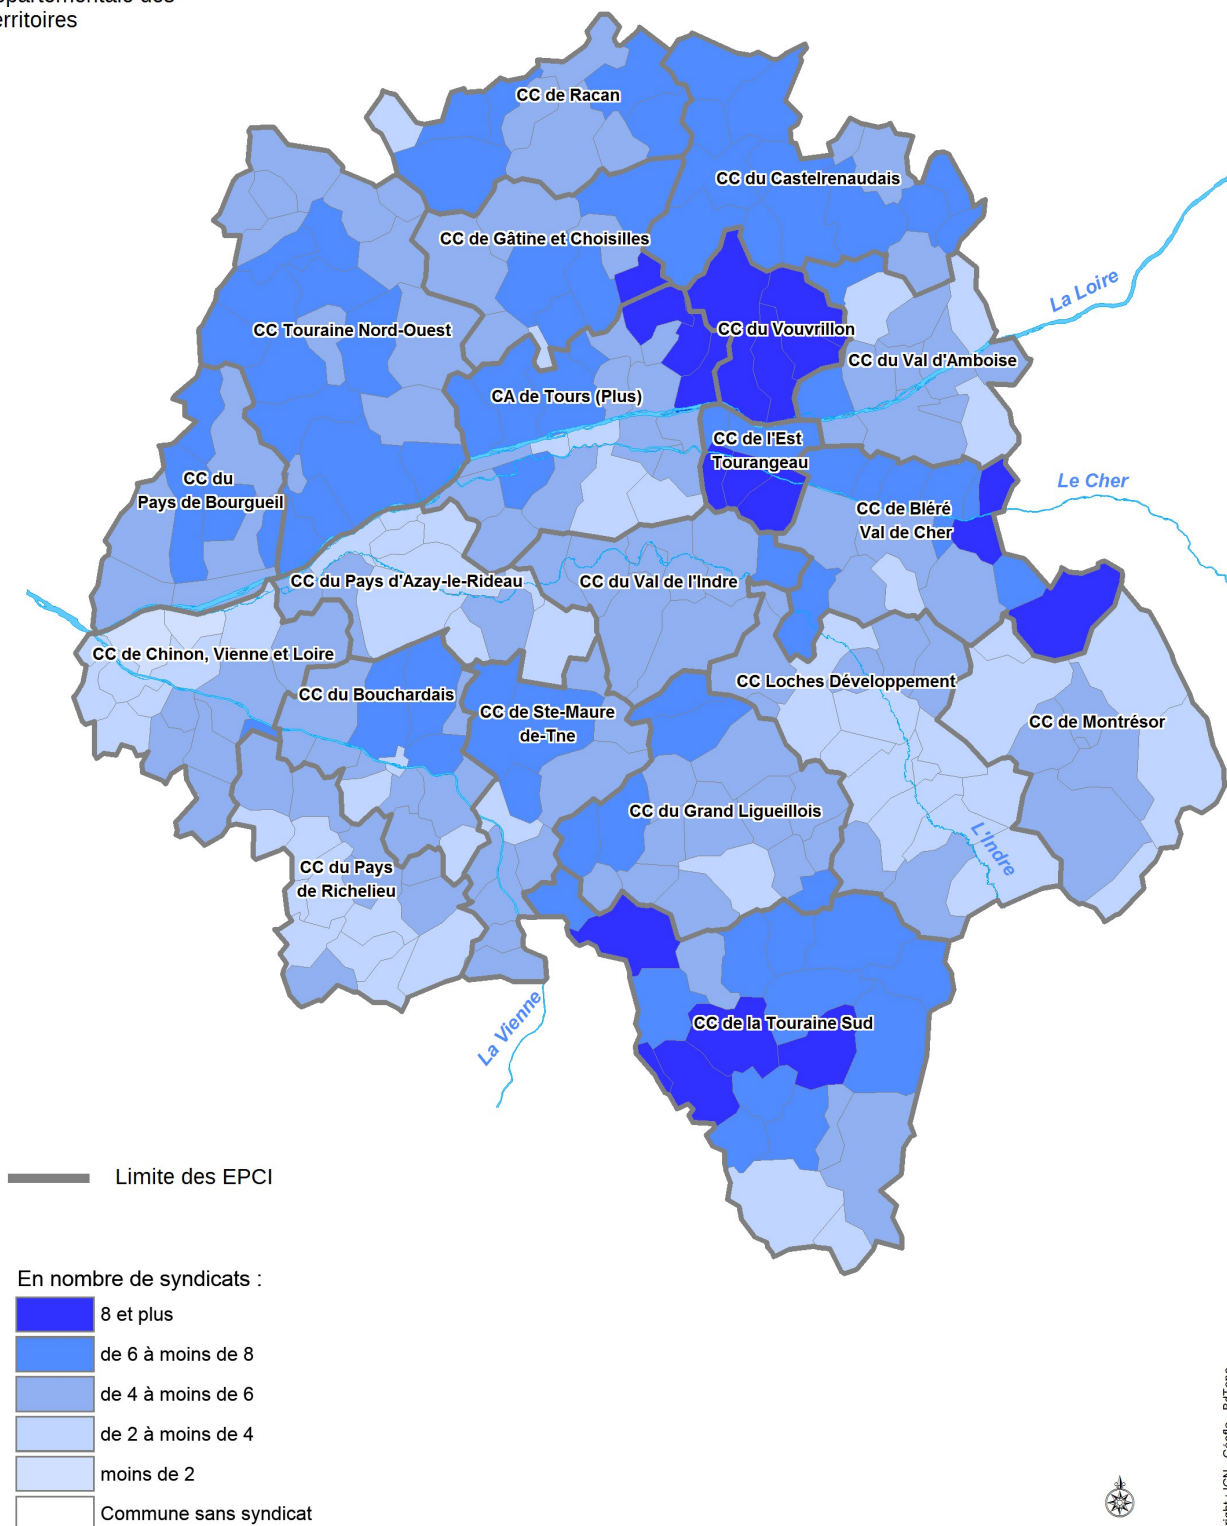 erritoires
CC de Racan
CC du Castelrenaudais
CC de Gâtine et Choisilles
La Loire
CC Touraine Nord-Ouest
CC du Vouvrillon
CC du Val d'Amboise
CA de Tours (Plus)
CC de l'Est
Tourangeau
CC du
Pays de Bourgueil
Le Cher
CC de Bléré
Val de Cher
CC du Pays d'Azay-le-Rideau
CC du Val de l'Indre
CC de Chinon, Vienne et Loire
CC du Bouchardais
CC Loches Développement
CC de Ste-Maure
de-Tne
CC de Montrésor
CC du Grand Ligueillois
L'Indre
CC du Pays
de Richelieu
La Vienne
CC de la Touraine Sud
Limite des EPCI
En nombre de syndicats :
8 et plus
de 6 à moins de 8
de 4 à moins de 6
de 2 à moins de 4
moins de 2
Commune sans syndicat